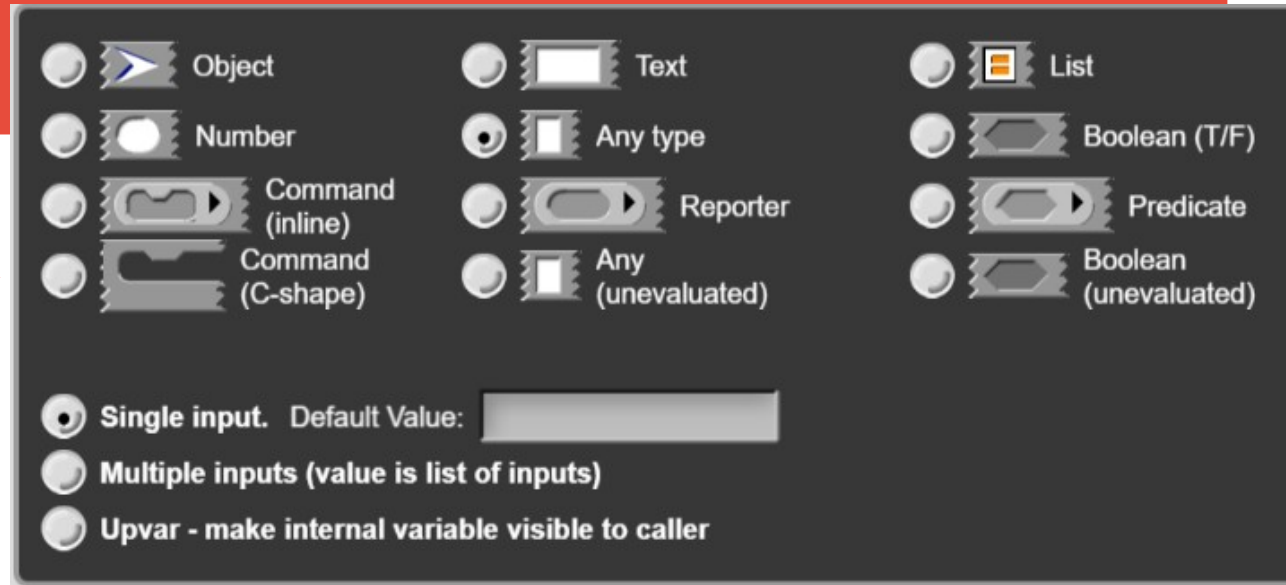 Object Text List
Number Any type Boolean (T/F)
Command
(inline)
Reporter Predicate
Command
(C-shape)
Any
(unevaluated)
Boolean
(unevaluated)
Single input. Default Value:
Multiple inputs (value is list of inputs)
Upvar - make internal variable visible to caller